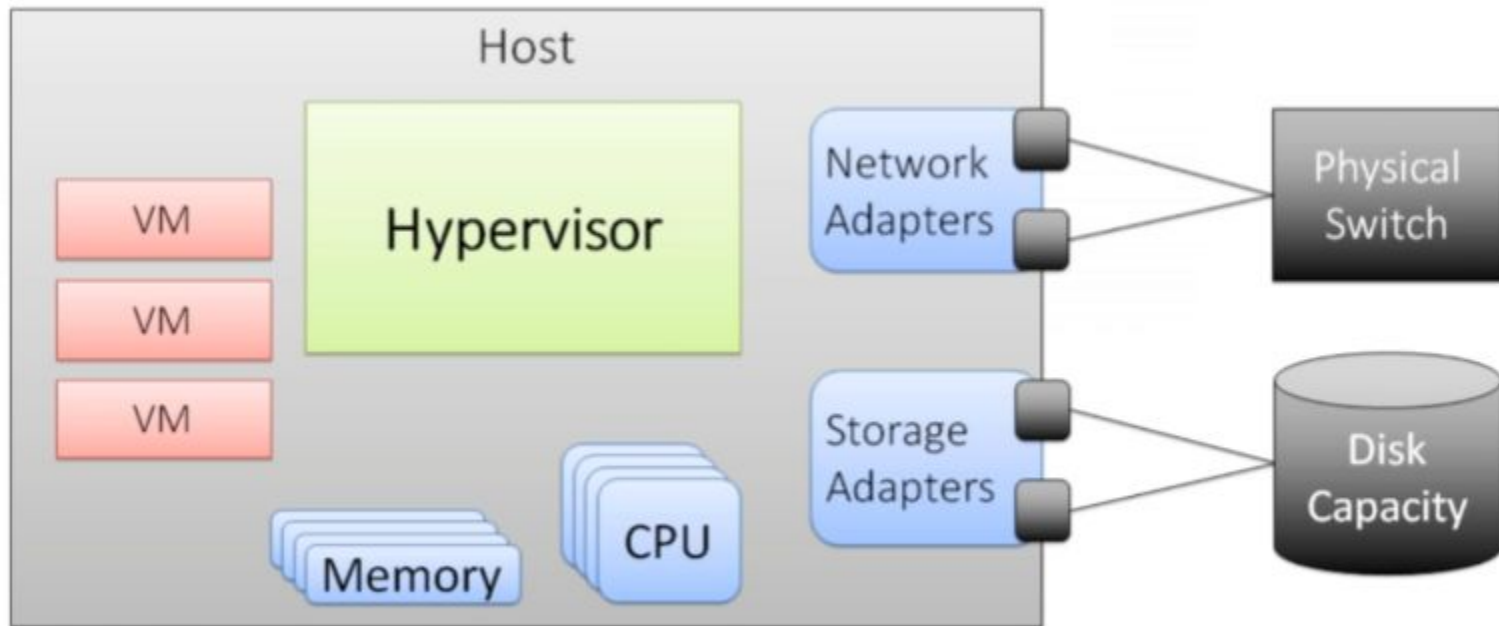 Host
VM
VM
VM
Hypervisor
Network
Adapters
Physical
Switch
Storage
Adapters
Disk
Capacity
Memory
CPU